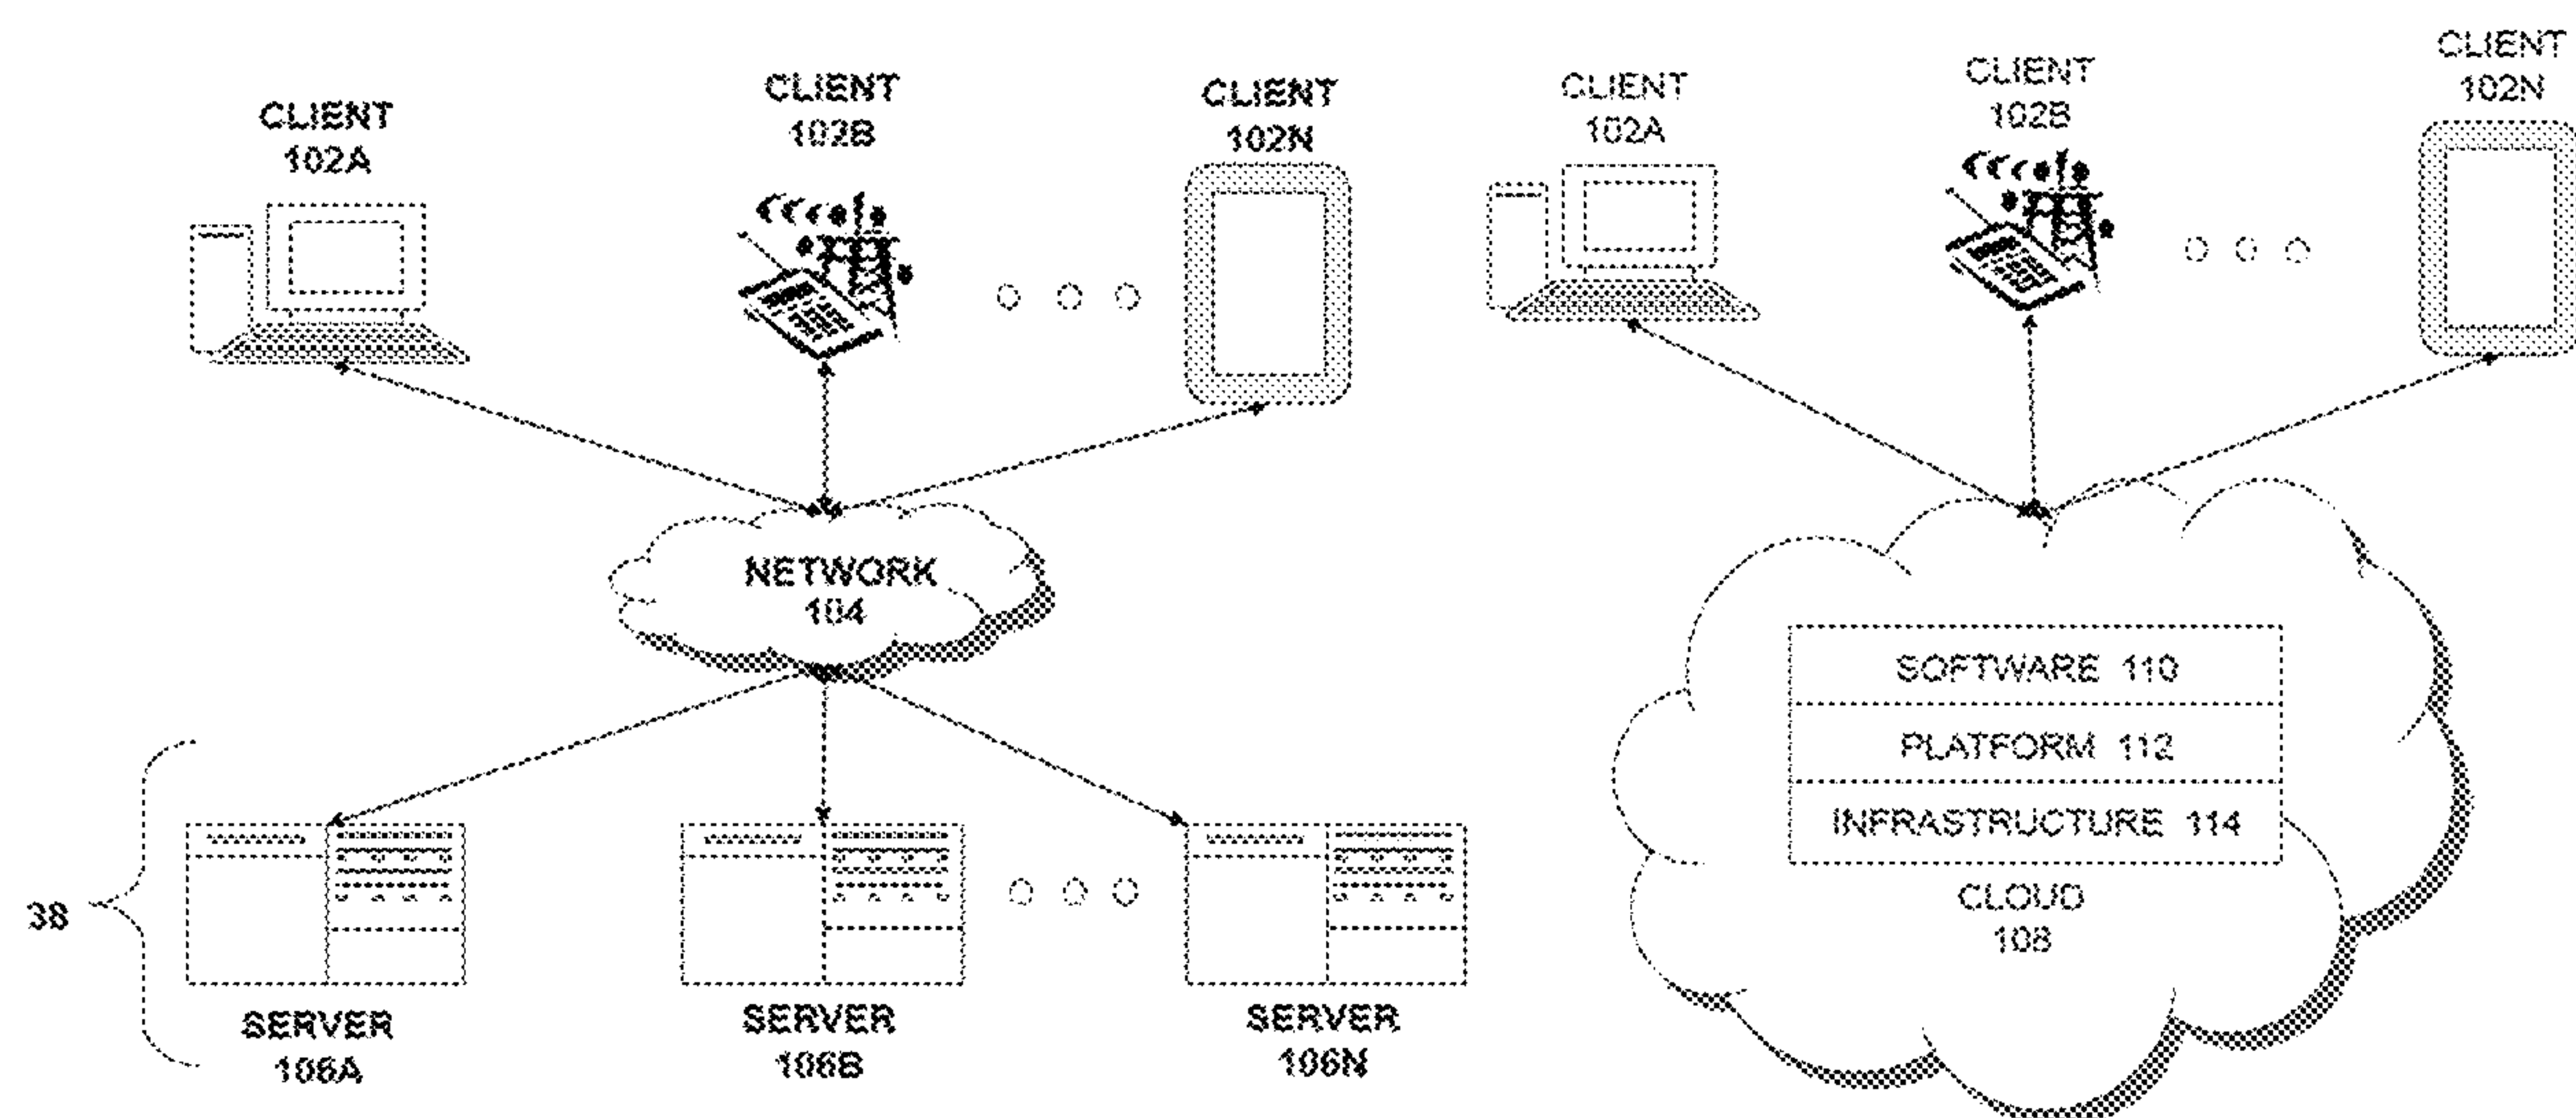 CLIENT
102A
CLIENT
102B
CLIENT
102N
NETWORK
104
38
SERVER
106A
SERVER
106B
SERVER
106N
CLIENT
102A
CLIENT
102B
CLIENT
102N
SOFTWARE 110
PLATFORM 112
INFRASTRUCTURE 114
CLOUD
108